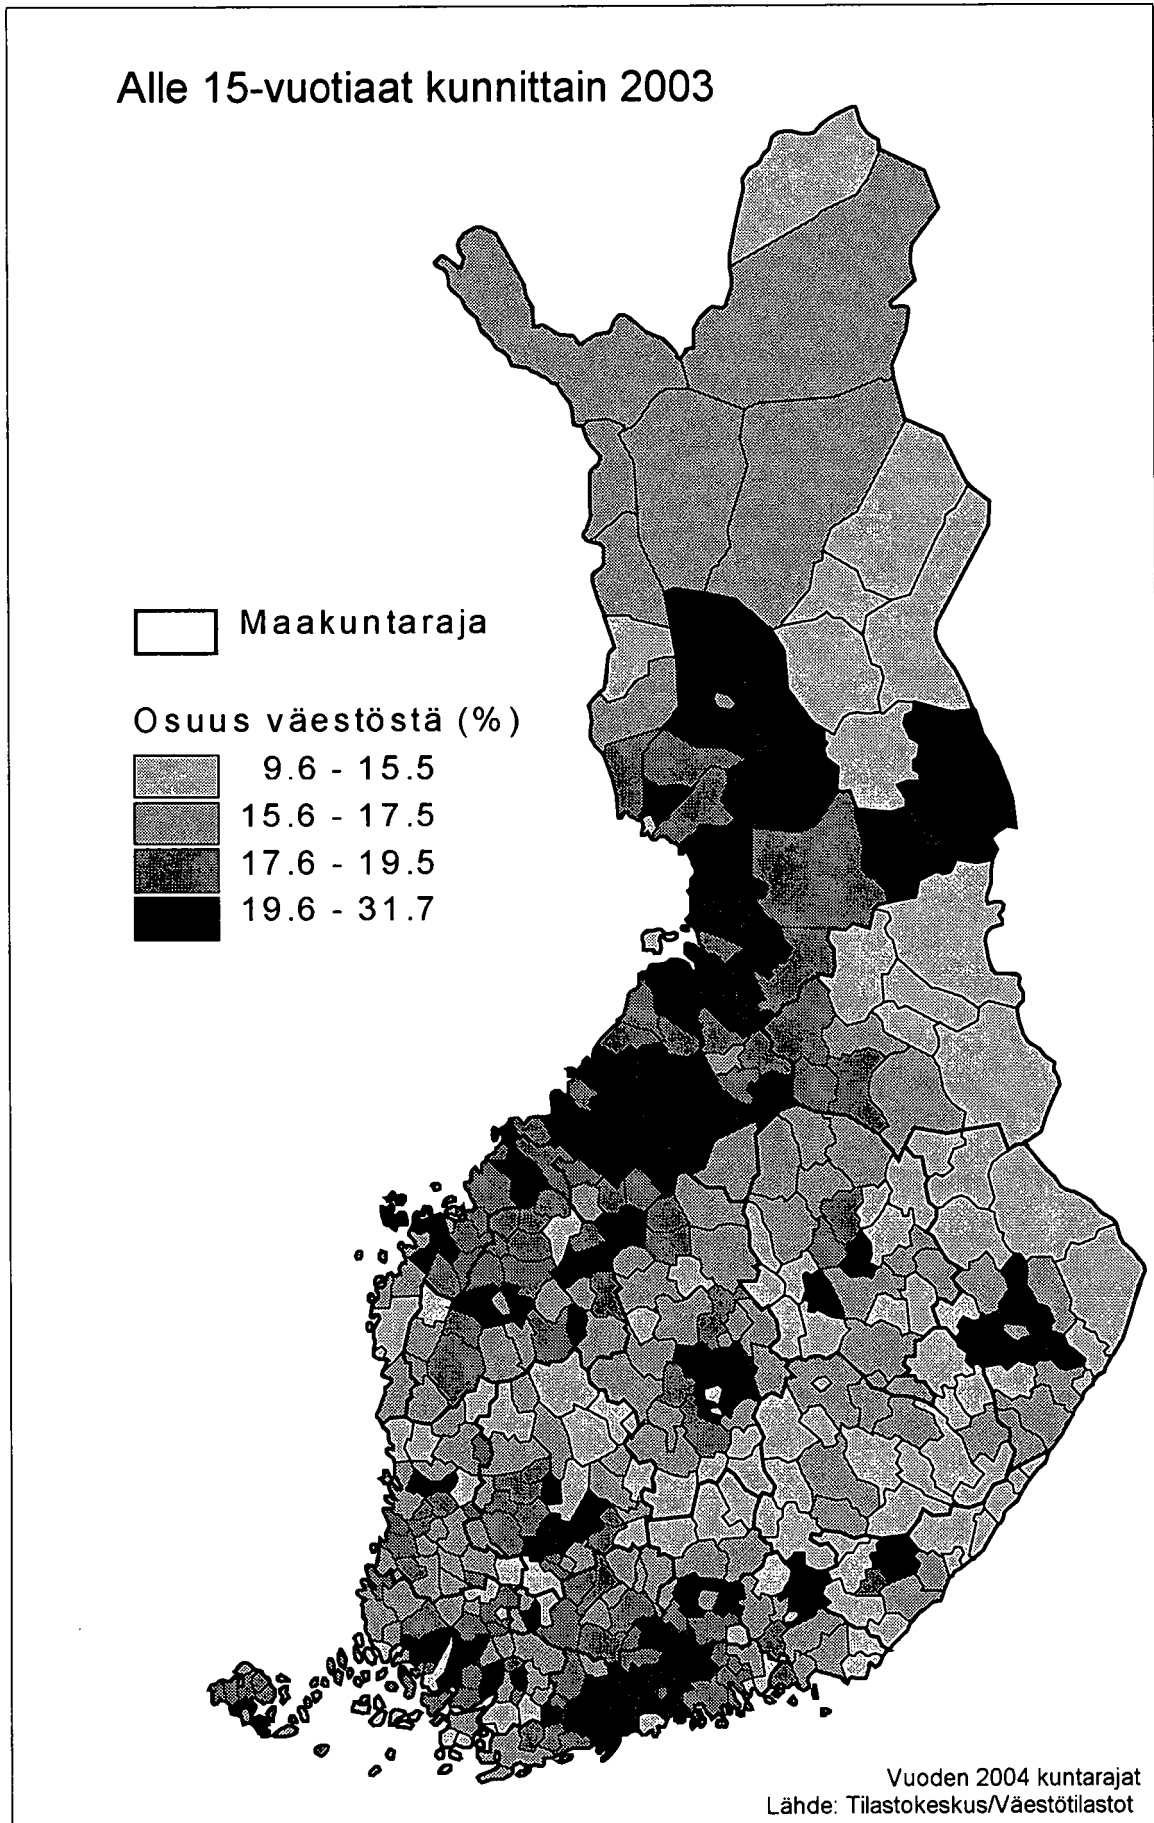 Alle 15-vuotiaat kunnittain 2003
Maakuntaraja
Osuus väestöstä (%)
9.6 - 15.5
15.6 - 17.5
17.6 - 19.5
19.6 - 31.7
Vuoden 2004 kuntarajat
Lähde: Tilastokeskus/Väestötilastot